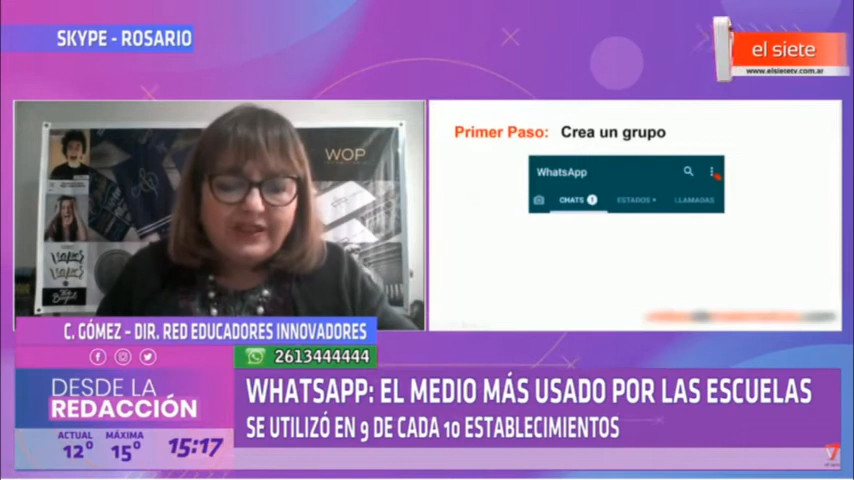 SKYPE - ROSARIO
el siete
www.elsietetv.com.ar
WOP
Primer Paso: Crea un grupo
WhatsApp
CHATS 1 ESTADOS LLAMADAS
C. GÓMEZ – DIR. RED EDUCADORES INNOVADORES
2613444444
DESDE LA
REDACCIÓN
WHATSAPP: EL MEDIO MÁS USADO POR LAS ESCUELAS
SE UTILIZÓ EN 9 DE CADA 10 ESTABLECIMIENTOS
ACTUAL MÁXIMA
12º 15º 15:17